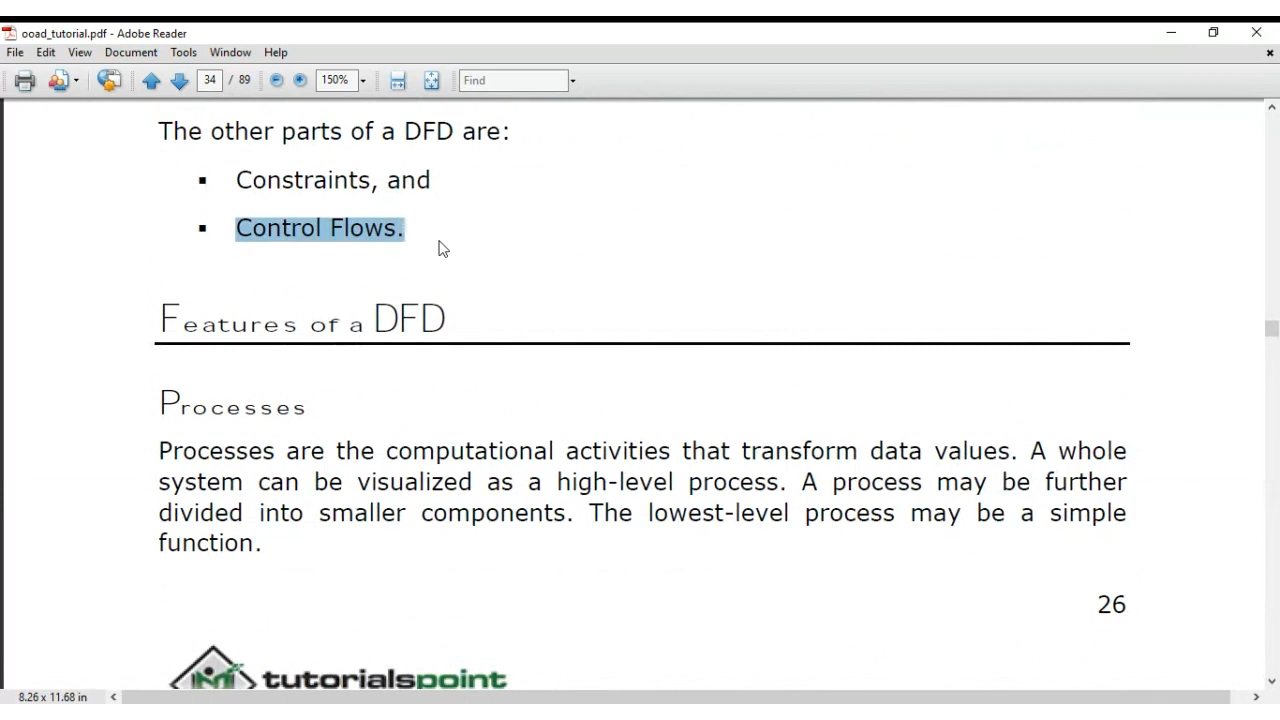 ooad_tutorial.pdf - Adobe Reader
File Edit View Document Tools Window Help
34 / 89 150% Find
The other parts of a DFD are:
▪ Constraints, and
▪ Control Flows.
Features of a DFD
Processes
Processes are the computational activities that transform data values. A whole
system can be visualized as a high-level process. A process may be further
divided into smaller components. The lowest-level process may be a simple
function.
26
tutorialspoint
8.26 x 11.68 in